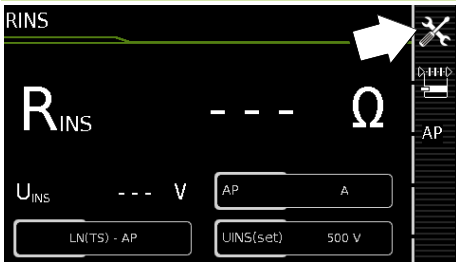 RINS
RINS --- Ω
AP
UINS --- V
AP A
LN(TS) - AP
UINS(set) 500 V